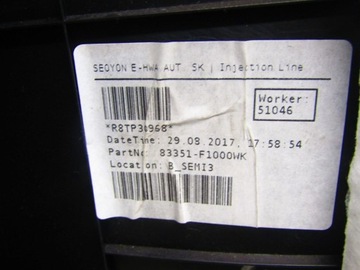 SEOYON E-HWA AUT. SK | Injection Line
Worker:
51046
DateTime: 29.08.2017, 17:58:54
PartNo: 83351-F1000WK
Location: B_SEMI3